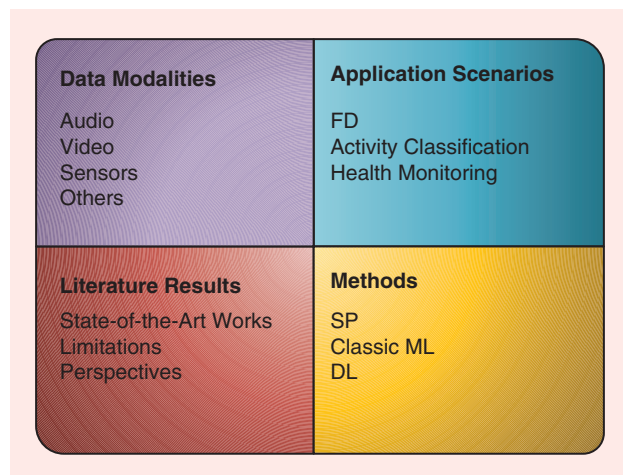 Data Modalities
Audio
Video
Sensors
Others
Application Scenarios
FD
Activity Classification
Health Monitoring
Literature Results
State-of-the-Art Works
Limitations
Perspectives
Methods
SP
Classic ML
DL